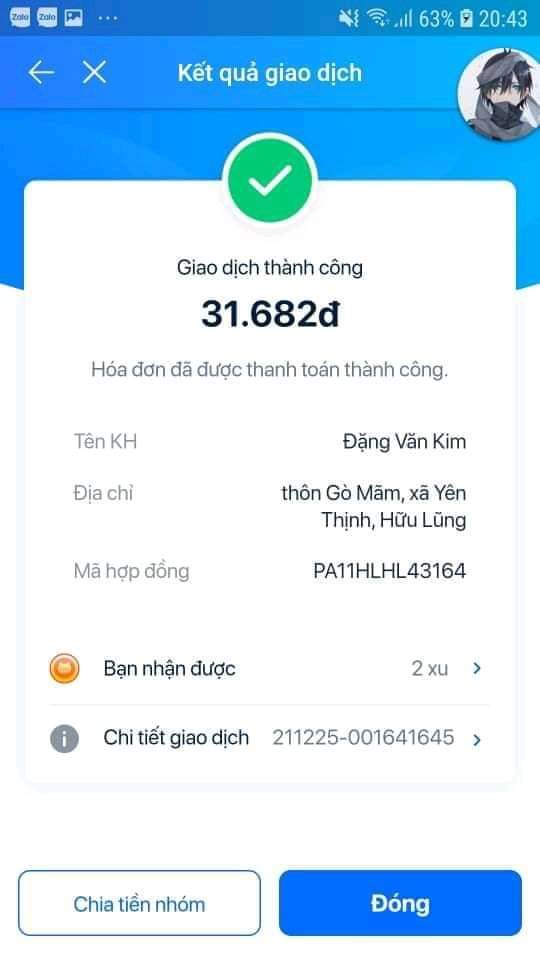 Zalo Zalo ... 63% 20:43
Kết quả giao dịch
Giao dịch thành công
31.682đ
Hóa đơn đã được thanh toán thành công.
Tên KH Đặng Văn Kim
Địa chỉ thôn Gò Mãm, xã Yên
Thịnh, Hữu Lũng
Mã hợp đồng PA11HLHL43164
Bạn nhận được 2 xu
Chi tiết giao dịch 211225-001641645
Chia tiền nhóm Đóng